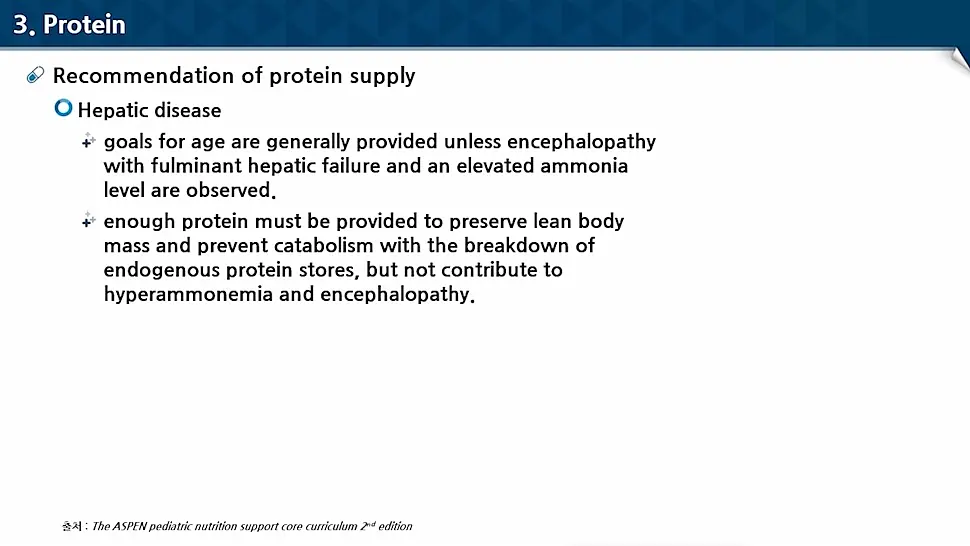 3. Protein
Recommendation of protein supply
Hepatic disease
goals for age are generally provided unless encephalopathy
with fulminant hepatic failure and an elevated ammonia
level are observed.
enough protein must be provided to preserve lean body
mass and prevent catabolism with the breakdown of
endogenous protein stores, but not contribute to
hyperammonemia and encephalopathy.
출처 : The ASPEN pediatric nutrition support core curriculum 2nd edition